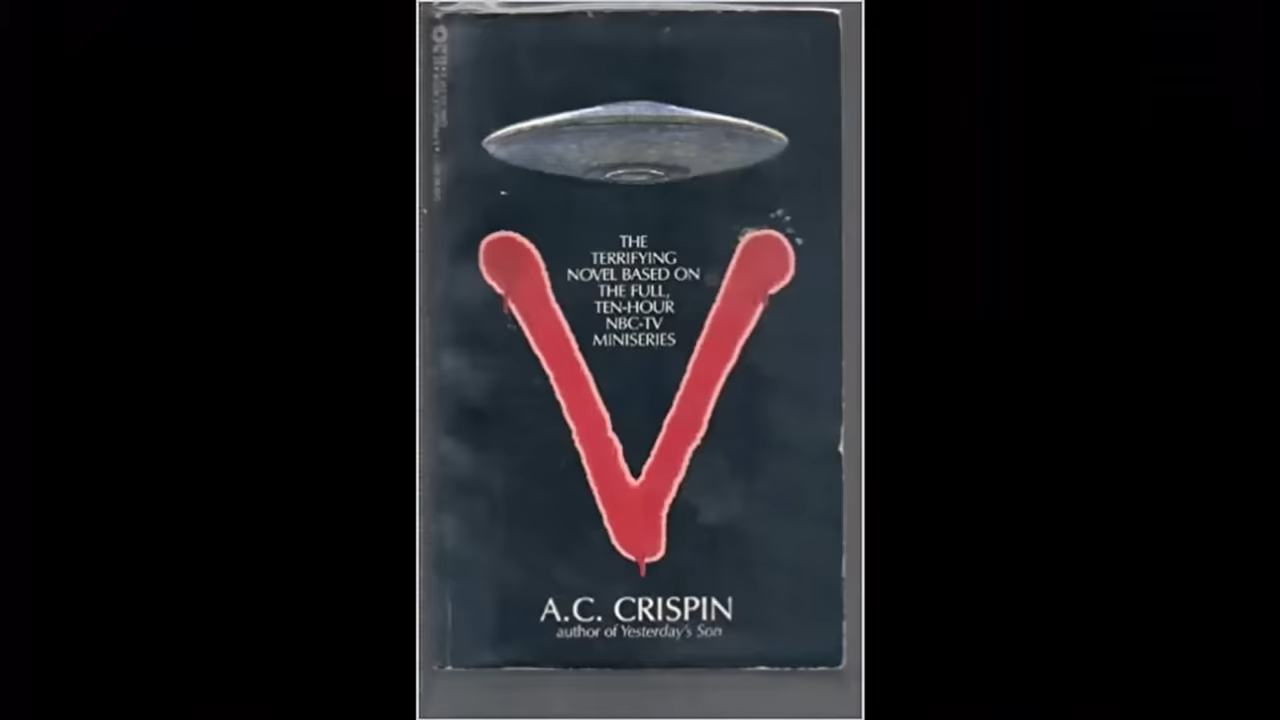 THE
TERRIFYING
NOVEL BASED ON
THE FULL,
TEN-HOUR
NBC-TV
MINISERIES
V
A.C. CRISPIN
author of Yesterday's Son